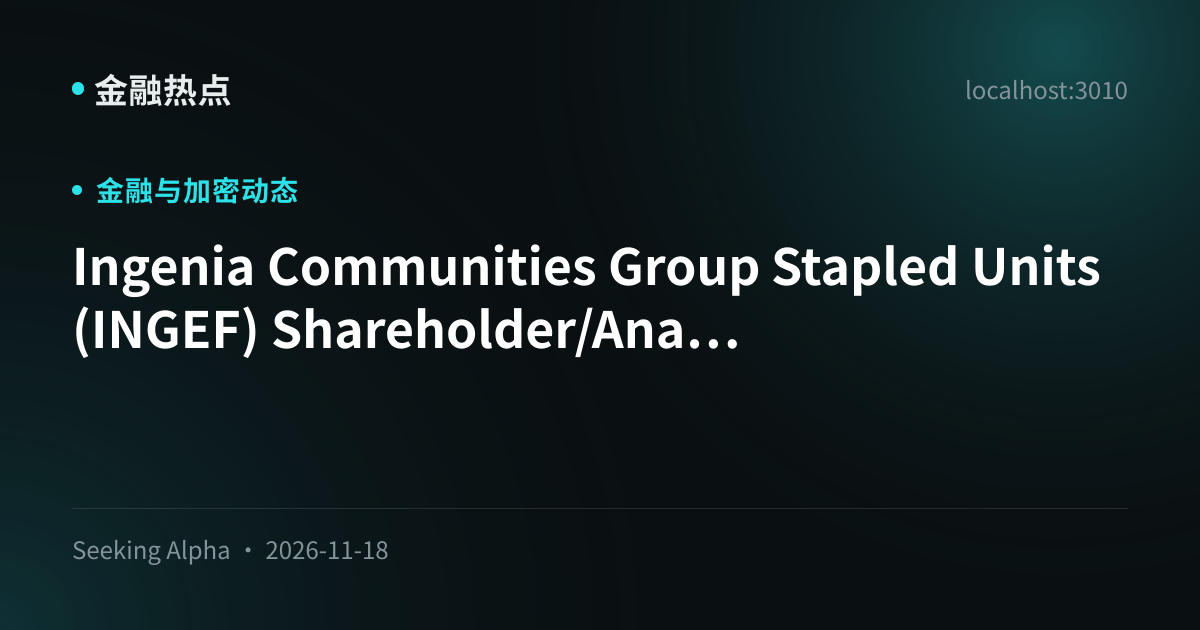 金融热点
localhost:3010
金融与加密动态
Ingenia Communities Group Stapled Units
(INGEF) Shareholder/Ana…
Seeking Alpha · 2026-11-18